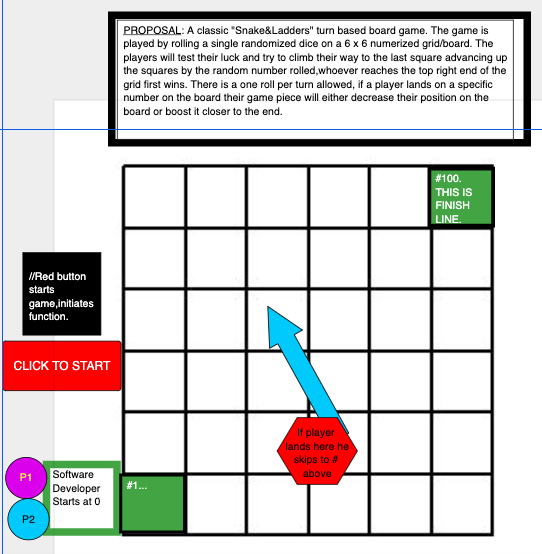 PROPOSAL: A classic "Snake&Ladders" turn based board game. The game is
played by rolling a single randomized dice on a 6 x 6 numerized grid/board. The
players will test their luck and try to climb their way to the last square advancing up
the squares by the random number rolled,whoever reaches the top right end of the
grid first wins. There is a one roll per turn allowed, if a player lands on a specific
number on the board their game piece will either decrease their position on the
board or boost it closer to the end.
#100.
THIS IS
FINISH
LINE.
//Red button
starts
game,initiates
function.
CLICK TO START
If player
lands here he
skips to #
above
P1
P2
Software
Developer
Starts at 0
#1...